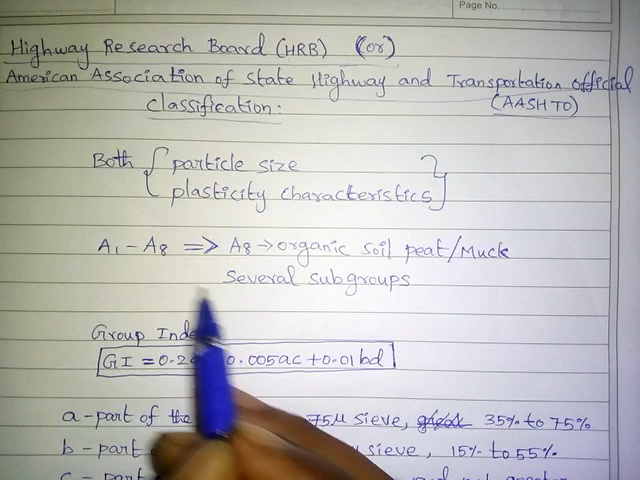 Page No.
Highway Research Board (HRB) (or)
American Association of State Highway and Transportation official
(AASHTO)
classification:
Both { particle size
plasticity characteristics }
A1 - A8 => A8 → organic soil peat/Muck
Several subgroups
Group
GI = 0.2 0.005ac + 0.01bd
a - part of the 75μ sieve, 35% to 75%
b - part sieve, 15% to 55%
c - part